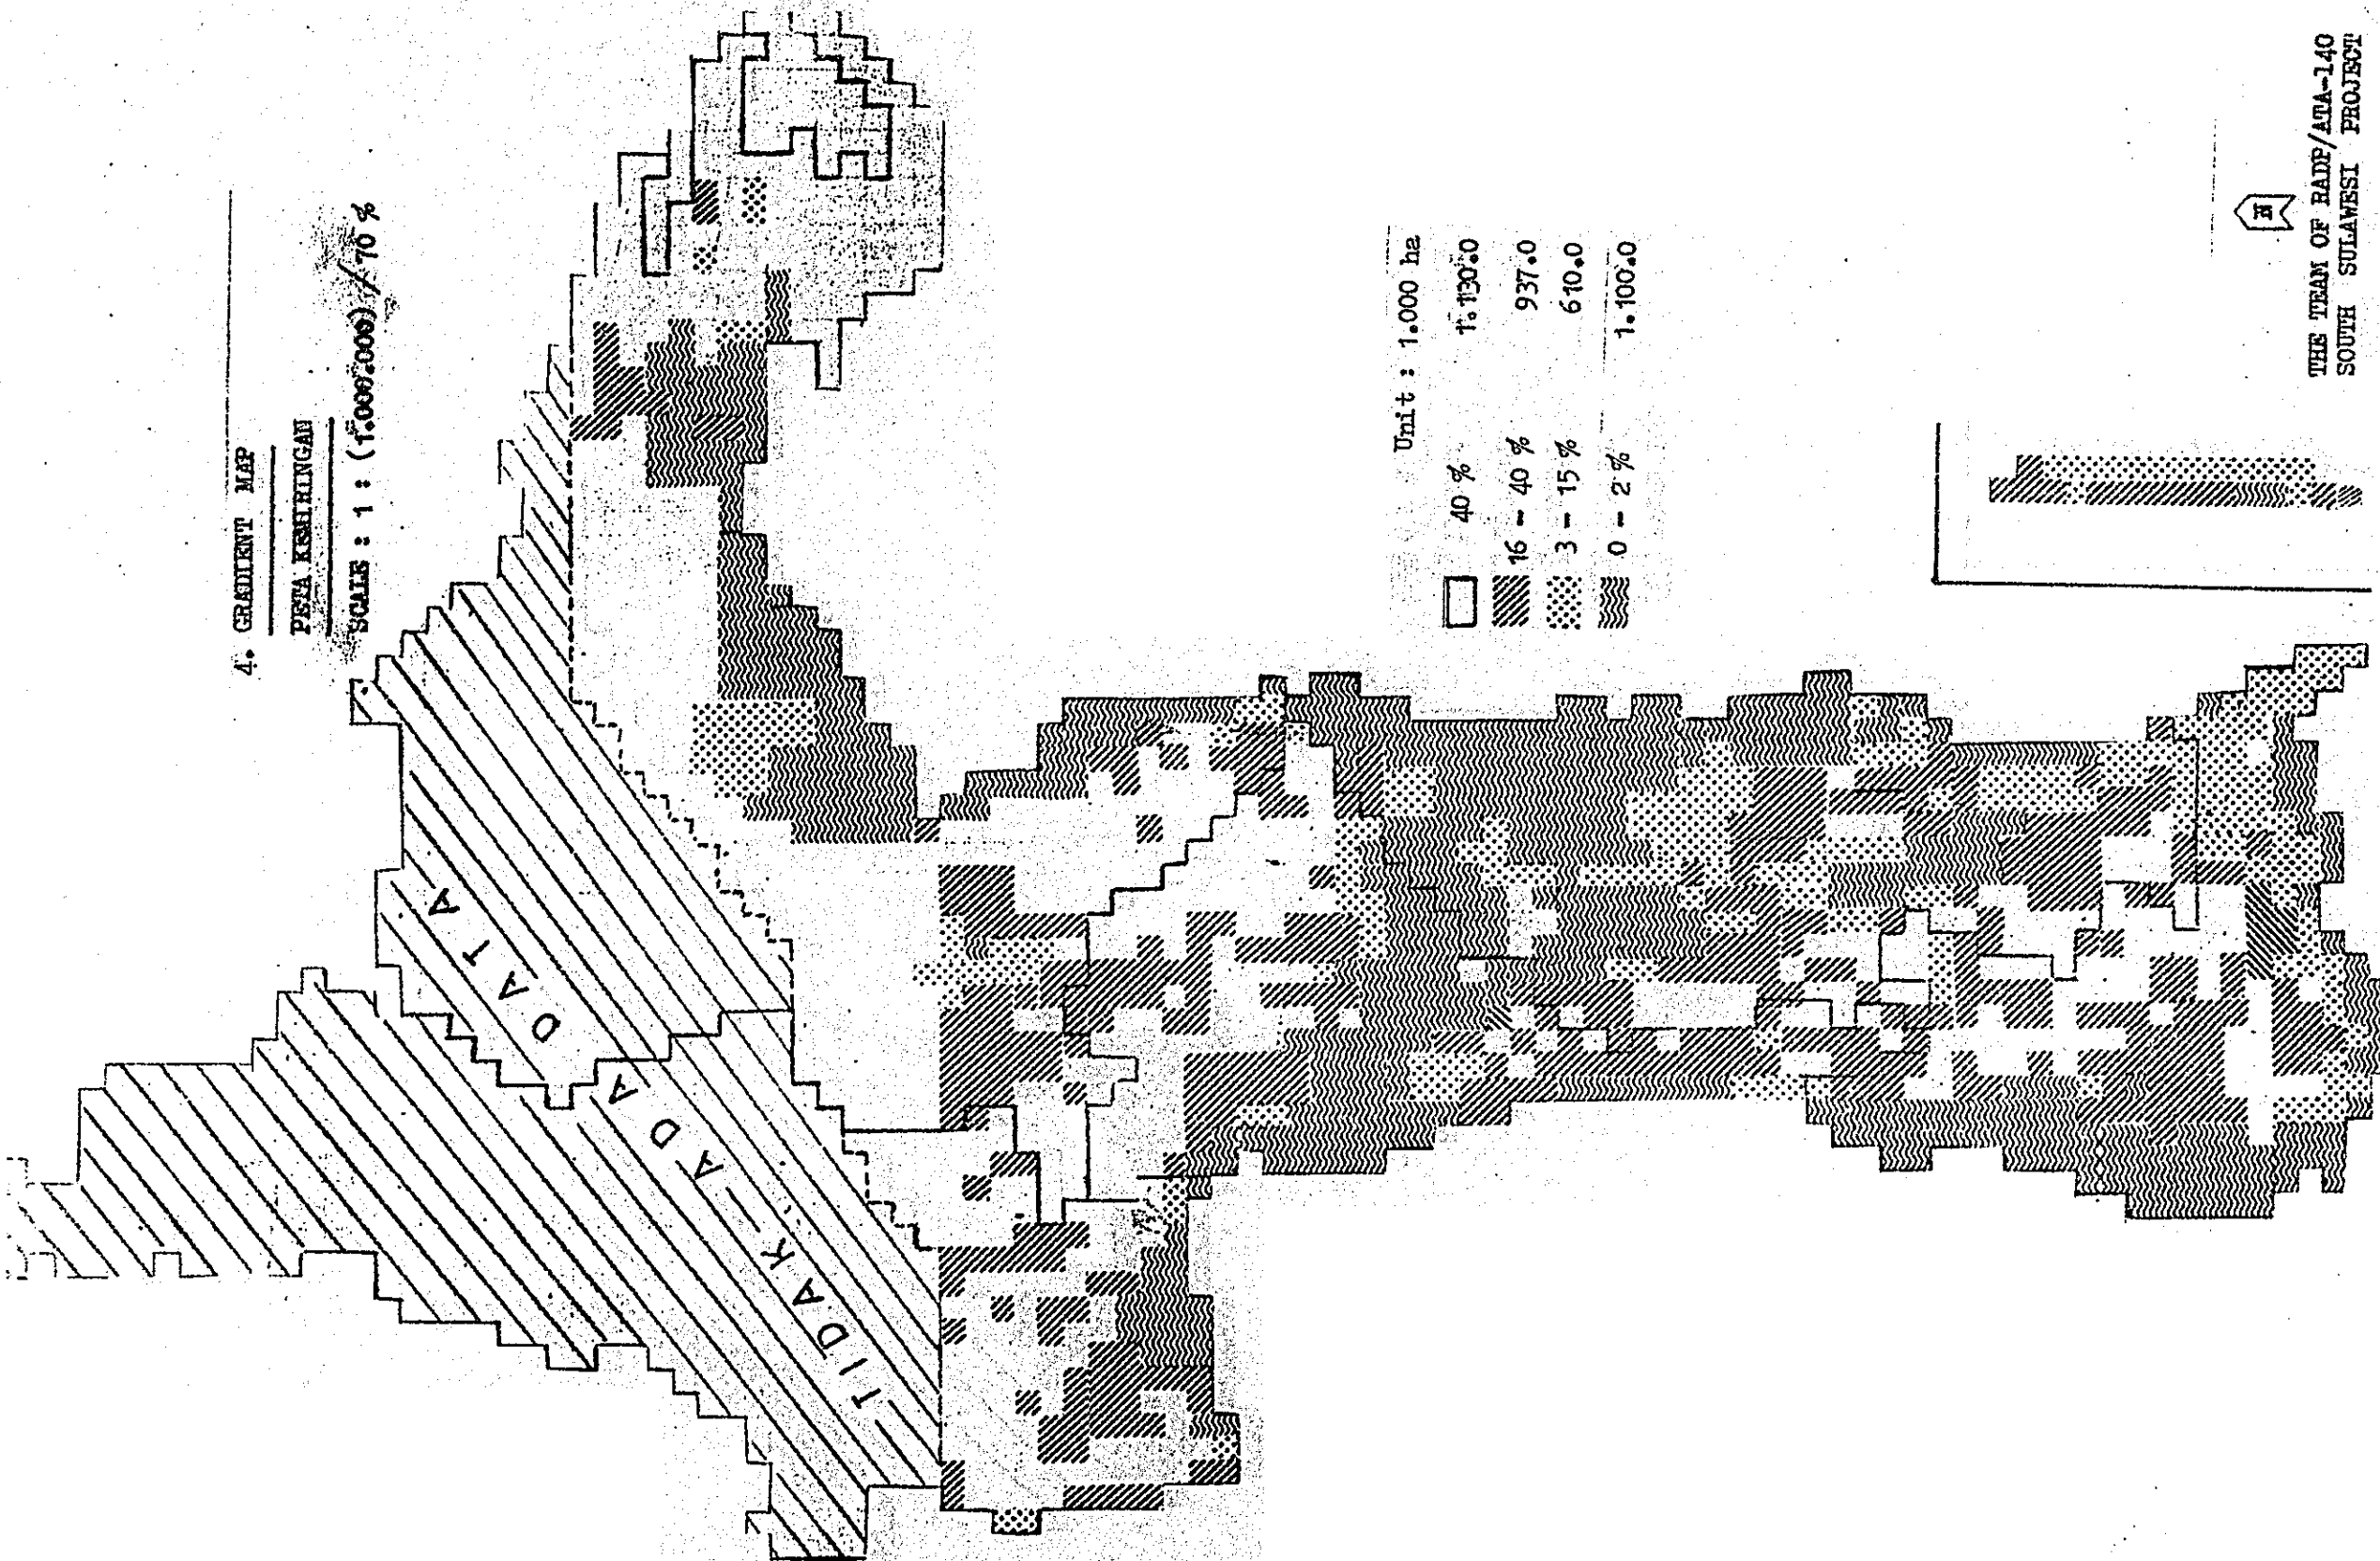 4. GRADIENT MAP
PETA KEMIRINGAN
SCALE : 1 : (1.000.000) / 70 %
TIDAK ADA DATA
Unit : 1.000 ha
40 % 1.130.0
16 - 40 % 937.0
3 - 15 % 610.0
0 - 2 % 1.100.0
N
THE TEAM OF RADP/ATA-140
SOUTH SULAWESI PROJECT